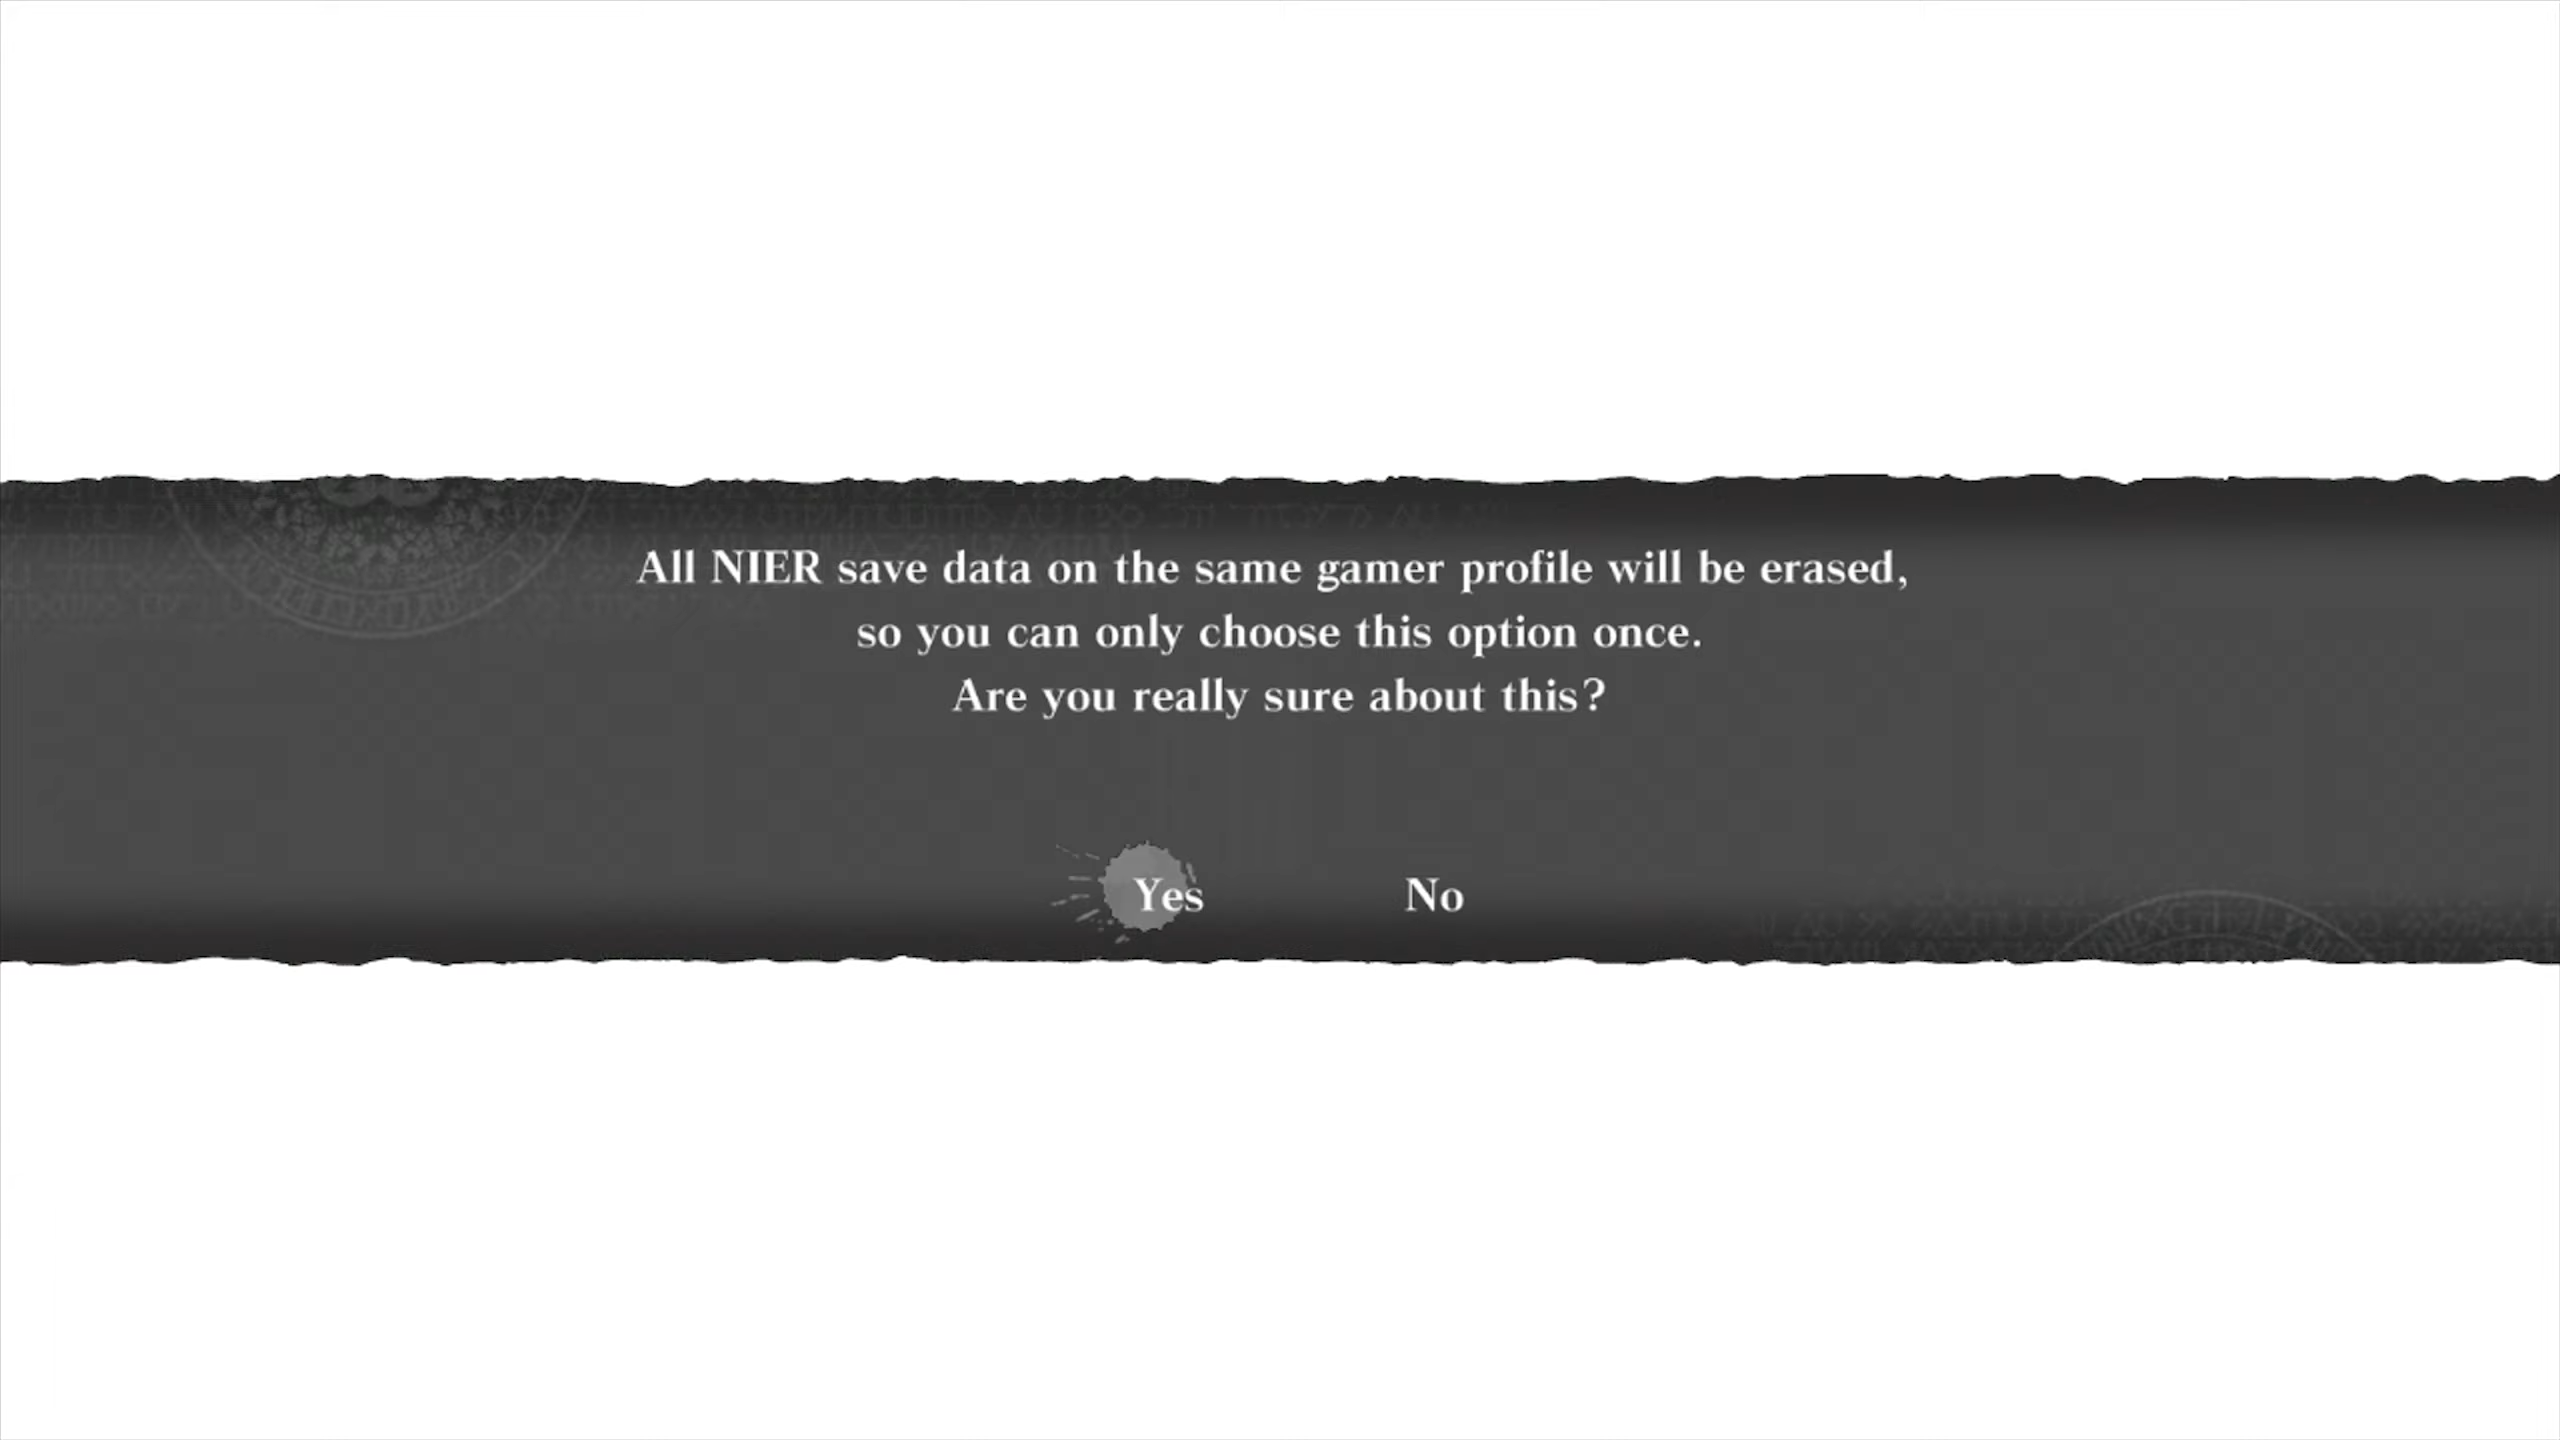 All NIER save data on the same gamer profile will be erased,
so you can only choose this option once.
Are you really sure about this?
Yes
No